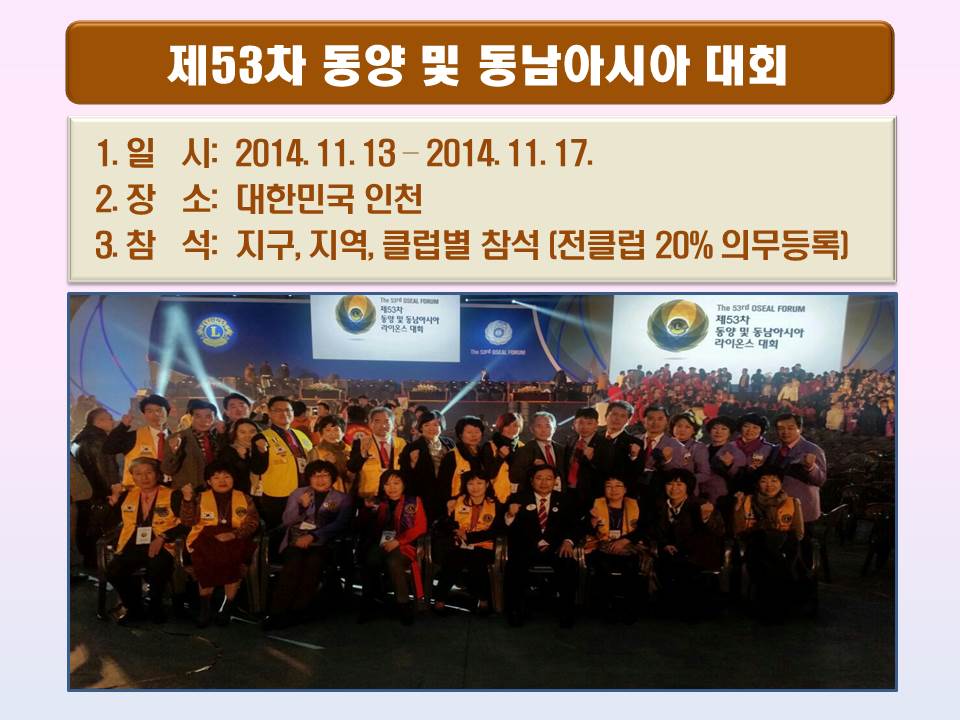 제53차 동양 및 동남아시아 대회
1. 일 시: 2014. 11. 13 – 2014. 11. 17.
2. 장 소: 대한민국 인천
3. 참 석: 지구, 지역, 클럽별 참석 (전클럽 20% 의무등록)
The 53rd OSEAL FORUM
제53차
동양 및 동남아시아
라이온스 대회
The 53rd OSEAL FORUM
The 53rd OSEAL FORUM
제53차
동양 및 동남아시아
라이온스 대회
L